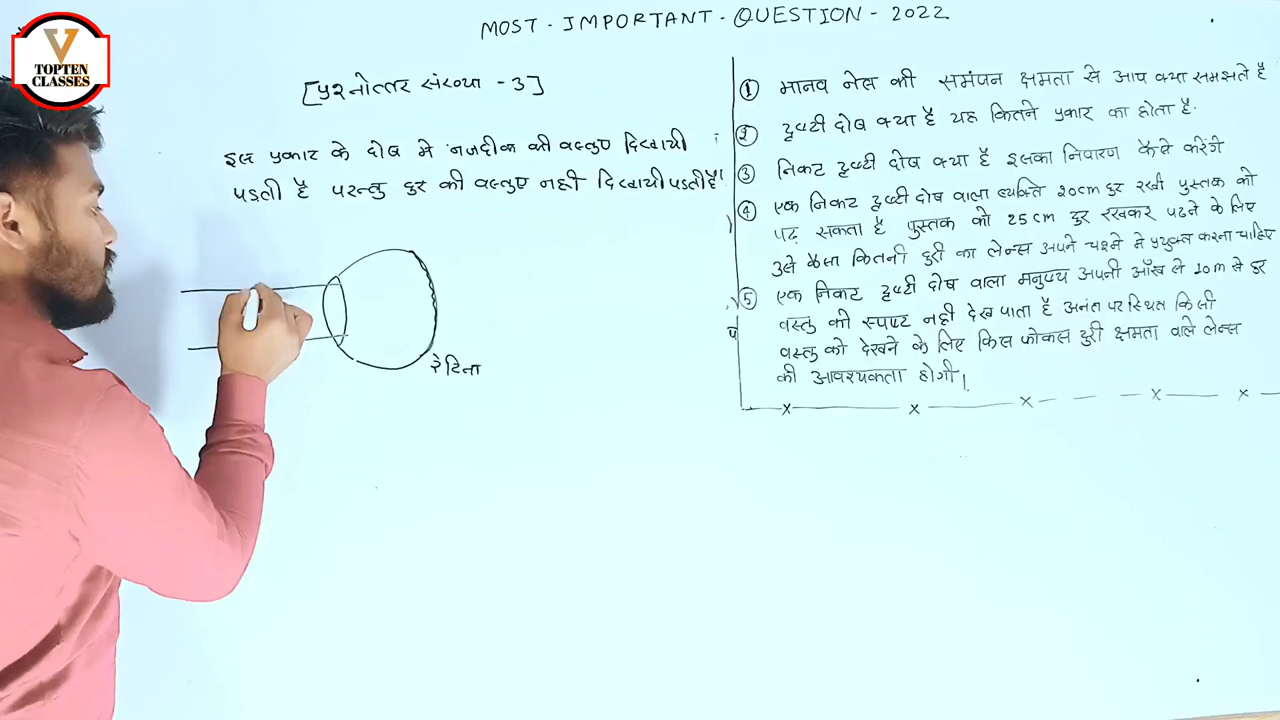 TOPTEN
CLASSES
MOST - IMPORTANT - QUESTION - 2022
[प्रश्नोत्तर संख्या - 3]
इस प्रकार के दोष में नजदीक की वस्तुए दिखायी
पडती है परन्तु दुर की वस्तुए नही दिखायी पडती है।
रेटिना
① मानव नेत्र की समंपन क्षमता से आप क्या समझते है
② दृष्टी दोष क्या है यह कितने प्रकार का होता है.
③ निकट दृष्टी दोष क्या है इसका निवारण कैसे करेंगे
④ एक निकट दृष्टी दोष वाला व्यक्ति 20cm दुर रखी पुस्तक को
पढ़ सकता है पुस्तक को 25cm दुर रखकर पढने के लिए
उसे कैसा कितनी दुरी का लेन्स अपने चश्मे मे प्रयुक्त करना चाहिए
⑤ एक निकट दृष्टी दोष वाला मनुष्य अपनी आँख से 10m से दुर
वस्तु को स्पष्ट नही देख पाता है अनंत पर स्थित किसी
वस्तु को देखने के लिए किस फोकस दुरी क्षमता वाले लेन्स
की आवश्यकता होगी।